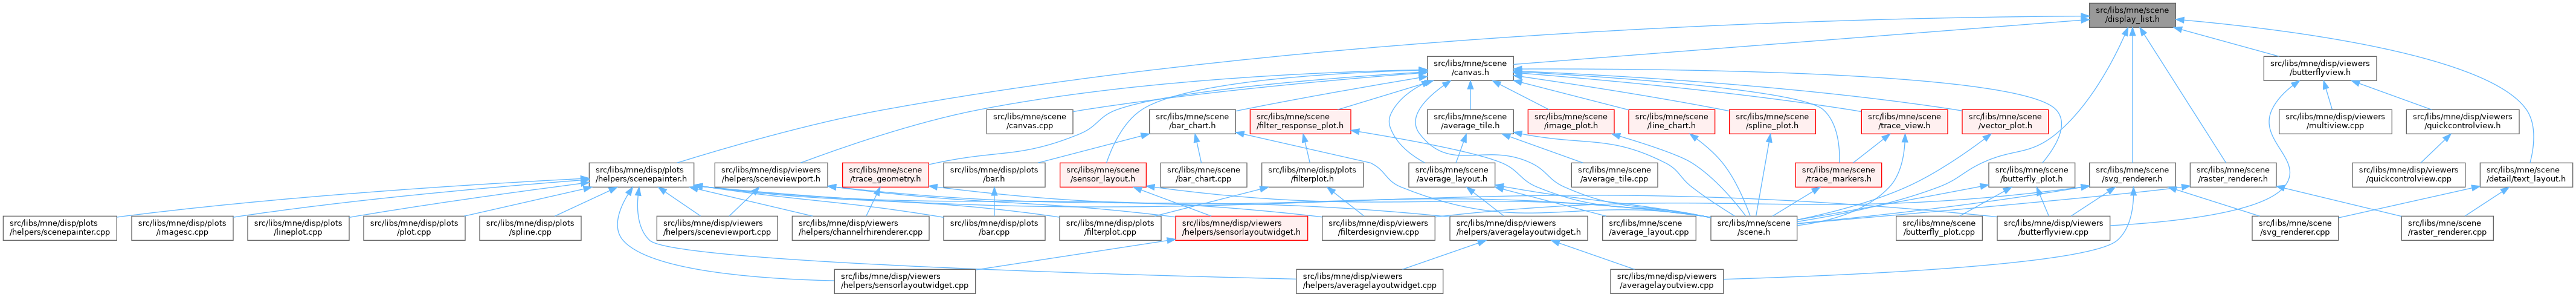 src/libs/mne/scene
/display_list.h
src/libs/mne/scene
/canvas.h
src/libs/mne/disp/viewers
/butterflyview.h
src/libs/mne/scene
/canvas.cpp
src/libs/mne/scene
/bar_chart.h
src/libs/mne/scene
/filter_response_plot.h
src/libs/mne/scene
/average_tile.h
src/libs/mne/scene
/image_plot.h
src/libs/mne/scene
/line_chart.h
src/libs/mne/scene
/spline_plot.h
src/libs/mne/scene
/trace_view.h
src/libs/mne/scene
/vector_plot.h
src/libs/mne/disp/viewers
/multiview.cpp
src/libs/mne/disp/viewers
/quickcontrolview.h
src/libs/mne/disp/plots
/helpers/scenepainter.h
src/libs/mne/disp/viewers
/helpers/sceneviewport.h
src/libs/mne/scene
/trace_geometry.h
src/libs/mne/disp/plots
/bar.h
src/libs/mne/scene
/sensor_layout.h
src/libs/mne/scene
/bar_chart.cpp
src/libs/mne/disp/plots
/filterplot.h
src/libs/mne/scene
/average_layout.h
src/libs/mne/scene
/average_tile.cpp
src/libs/mne/scene
/trace_markers.h
src/libs/mne/scene
/butterfly_plot.h
src/libs/mne/scene
/svg_renderer.h
src/libs/mne/scene
/raster_renderer.h
src/libs/mne/disp/viewers
/quickcontrolview.cpp
src/libs/mne/scene
/detail/text_layout.h
src/libs/mne/disp/plots
/helpers/scenepainter.cpp
src/libs/mne/disp/plots
/imagesc.cpp
src/libs/mne/disp/plots
/lineplot.cpp
src/libs/mne/disp/plots
/plot.cpp
src/libs/mne/disp/plots
/spline.cpp
src/libs/mne/disp/viewers
/helpers/sceneviewport.cpp
src/libs/mne/disp/viewers
/helpers/channelrhirenderer.cpp
src/libs/mne/disp/plots
/bar.cpp
src/libs/mne/disp/plots
/filterplot.cpp
src/libs/mne/disp/viewers
/helpers/sensorlayoutwidget.h
src/libs/mne/disp/viewers
/filterdesignview.cpp
src/libs/mne/disp/viewers
/helpers/averagelayoutwidget.h
src/libs/mne/scene
/average_layout.cpp
src/libs/mne/scene
/scene.h
src/libs/mne/scene
/butterfly_plot.cpp
src/libs/mne/disp/viewers
/butterflyview.cpp
src/libs/mne/scene
/svg_renderer.cpp
src/libs/mne/scene
/raster_renderer.cpp
src/libs/mne/disp/viewers
/helpers/sensorlayoutwidget.cpp
src/libs/mne/disp/viewers
/helpers/averagelayoutwidget.cpp
src/libs/mne/disp/viewers
/averagelayoutview.cpp